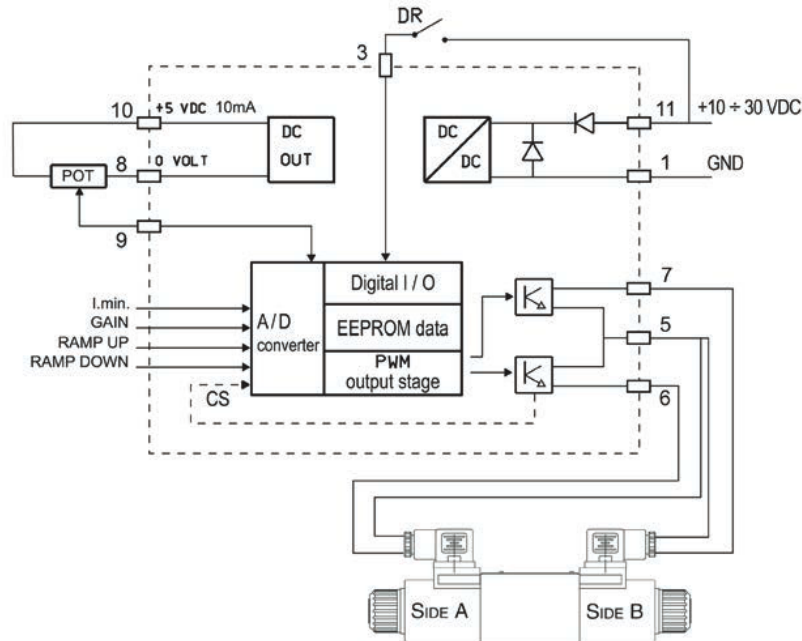 DR
3
10
+5 VDC 10mA
DC
OUT
DC
DC
11
+10 ÷ 30 VDC
POT
8
0 VOLT
1
GND
9
7
I.min.
GAIN
RAMP UP
RAMP DOWN
A/D
converter
Digital I / O
EEPROM data
PWM
output stage
5
CS
6
SIDE A
SIDE B